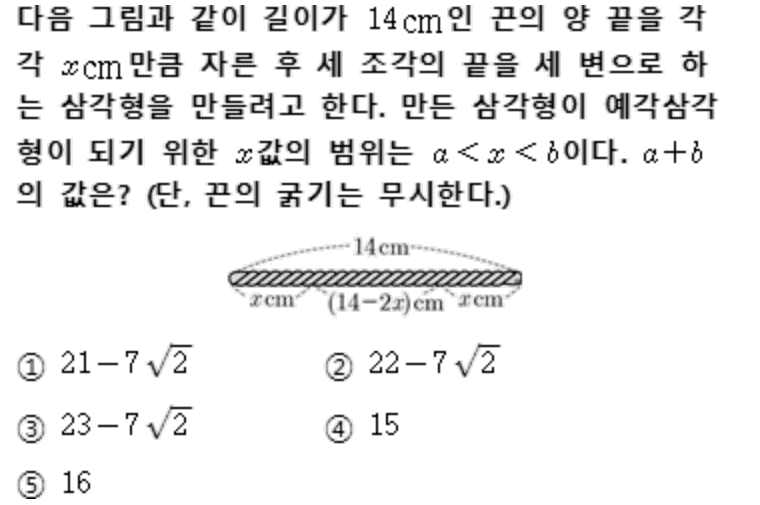 다음 그림과 같이 길이가 14cm인 끈의 양 끝을 각
각 xcm만큼 자른 후 세 조각의 끝을 세 변으로 하
는 삼각형을 만들려고 한다. 만든 삼각형이 예각삼각
형이 되기 위한 x값의 범위는 a<x<b이다. a+b
의 값은? (단, 끈의 굵기는 무시한다.)
14cm
xcm (14-2x)cm xcm
① 21-7√2 ② 22-7√2
③ 23-7√2 ④ 15
⑤ 16